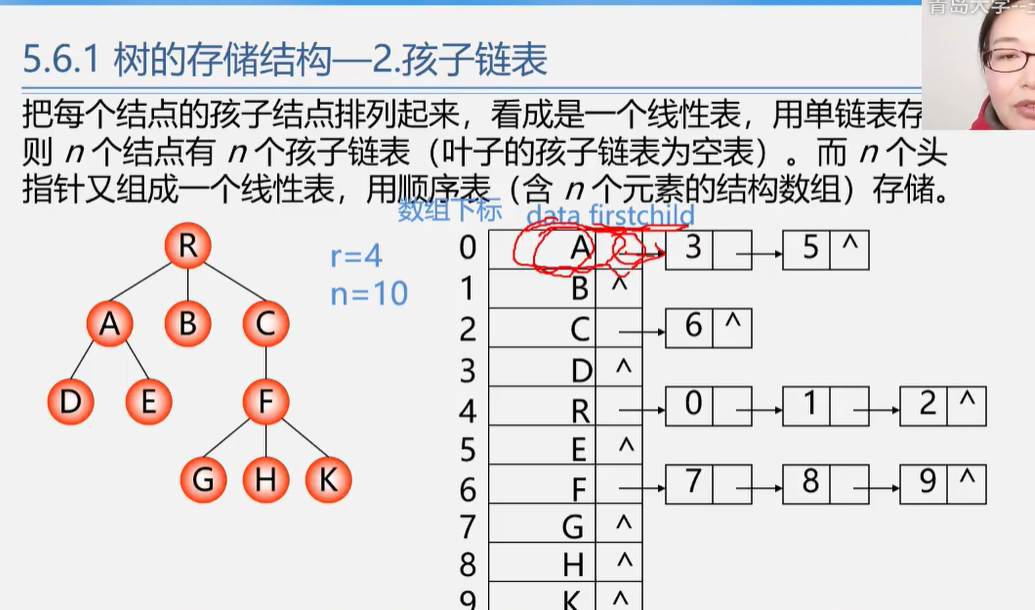 青岛大学--王
5.6.1 树的存储结构—2.孩子链表
把每个结点的孩子结点排列起来，看成是一个线性表，用单链表存
则 n 个结点有 n 个孩子链表（叶子的孩子链表为空表）。而 n 个头
指针又组成一个线性表，用顺序表（含 n 个元素的结构数组）存储。
数组下标 data firstchild
r=4
n=10
R
A B C
D E F
G H K
0 A 3 5 ^
1 B ^
2 C 6 ^
3 D ^
4 R 0 1 2 ^
5 E ^
6 F 7 8 9 ^
7 G ^
8 H ^
9 K ^